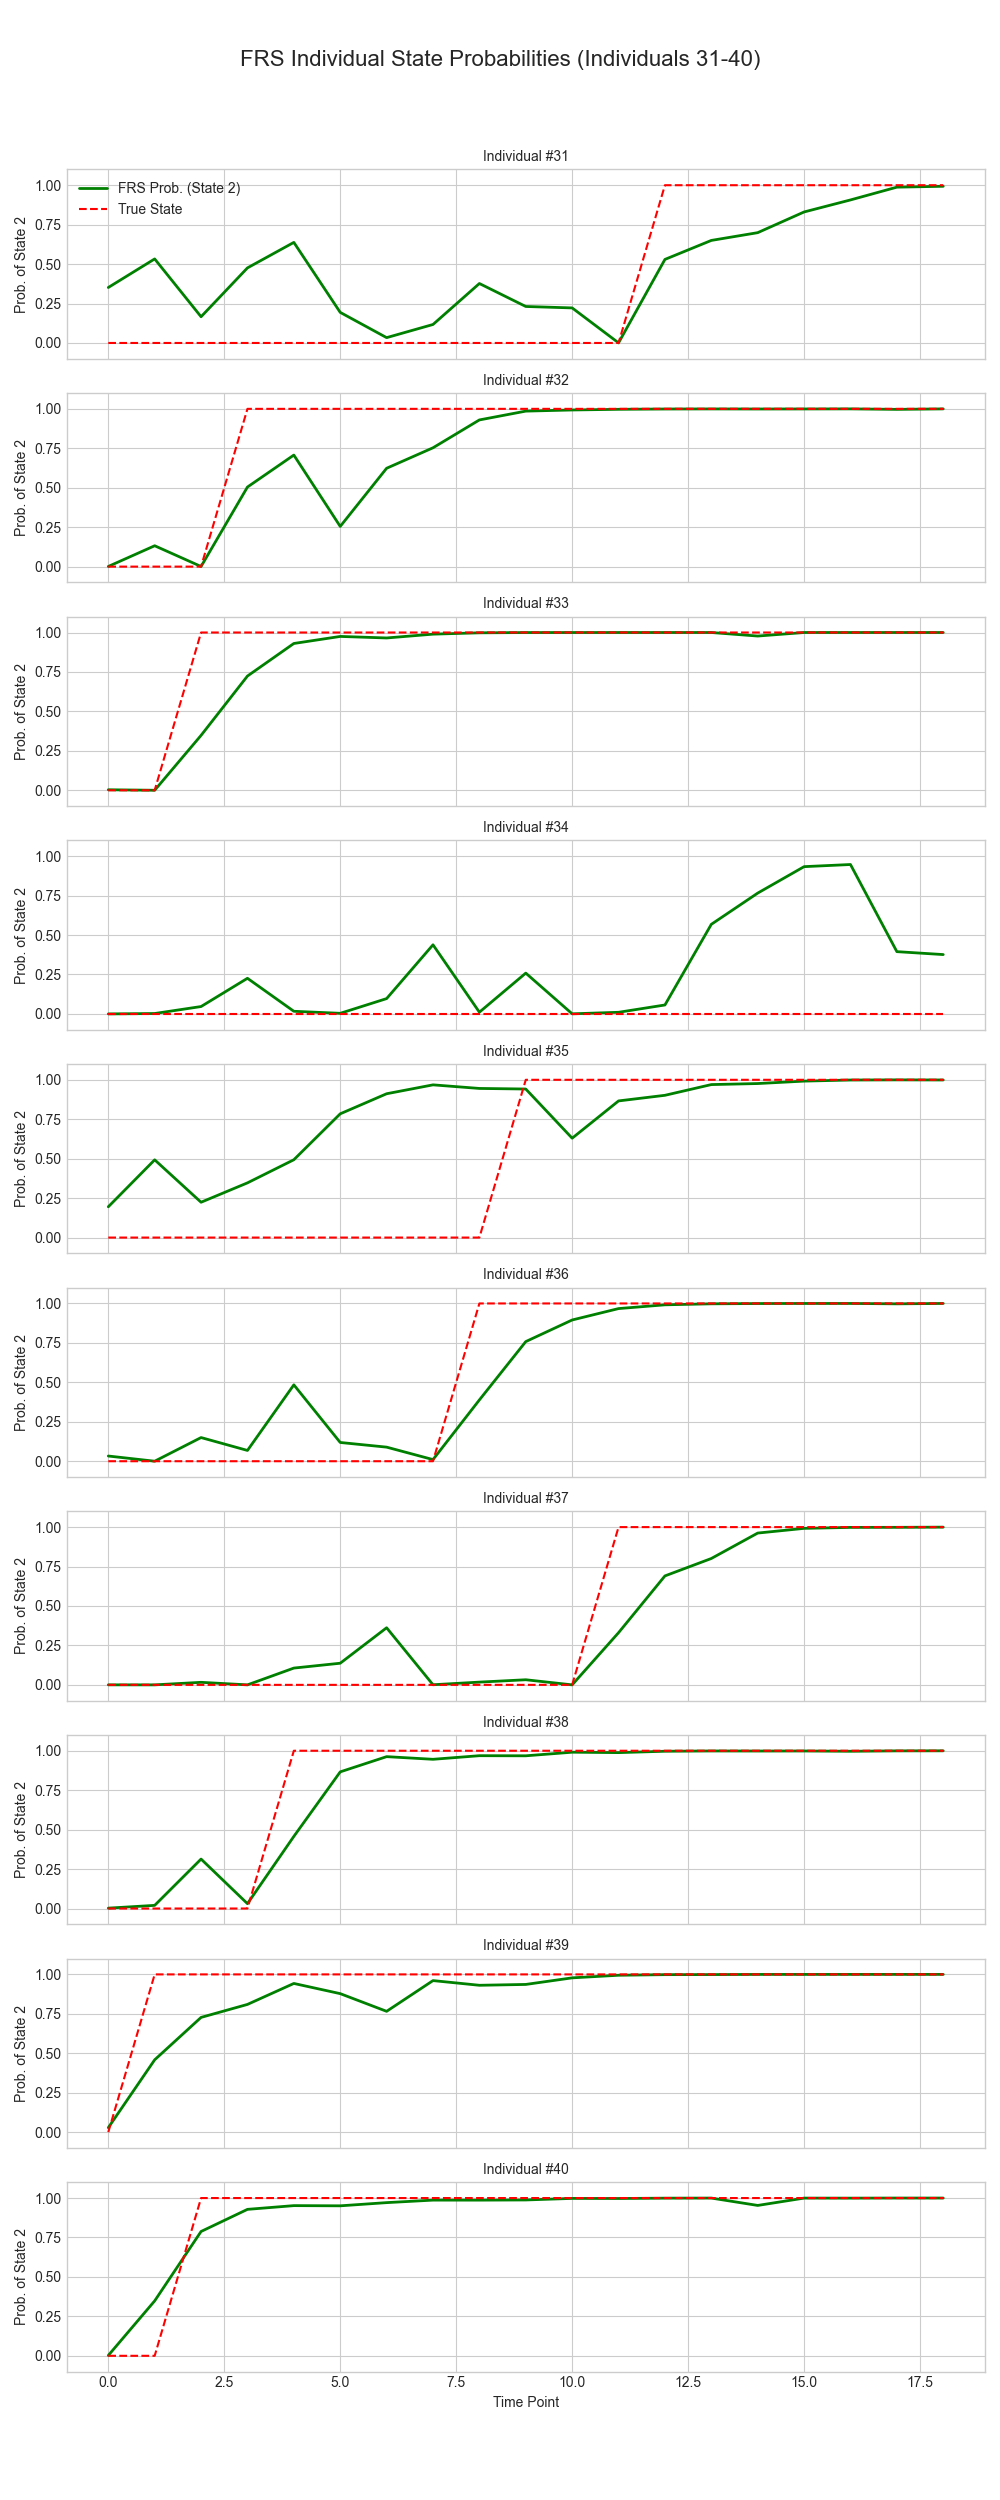 FRS Individual State Probabilities (Individuals 31-40)
Individual #31
FRS Prob. (State 2)
True State
1.00
0.75
0.50
0.25
0.00
Prob. of State 2
Individual #32
1.00
0.75
0.50
0.25
0.00
Prob. of State 2
Individual #33
1.00
0.75
0.50
0.25
0.00
Prob. of State 2
Individual #34
1.00
0.75
0.50
0.25
0.00
Prob. of State 2
Individual #35
1.00
0.75
0.50
0.25
0.00
Prob. of State 2
Individual #36
1.00
0.75
0.50
0.25
0.00
Prob. of State 2
Individual #37
1.00
0.75
0.50
0.25
0.00
Prob. of State 2
Individual #38
1.00
0.75
0.50
0.25
0.00
Prob. of State 2
Individual #39
1.00
0.75
0.50
0.25
0.00
Prob. of State 2
Individual #40
1.00
0.75
0.50
0.25
0.00
Prob. of State 2
0.0 2.5 5.0 7.5 10.0 12.5 15.0 17.5
Time Point